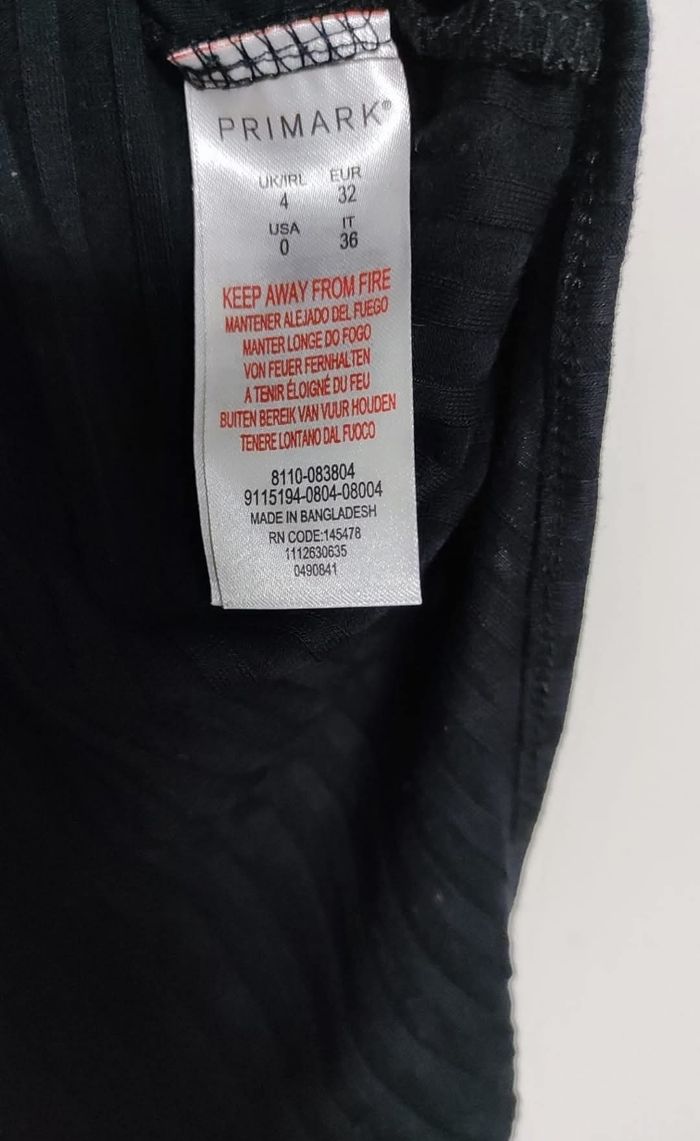 PRIMARK®
UK/IRL EUR
4 32
USA IT
0 36
KEEP AWAY FROM FIRE
MANTENER ALEJADO DEL FUEGO
MANTER LONGE DO FOGO
VON FEUER FERNHALTEN
A TENIR ÉLOIGNÉ DU FEU
BUITEN BEREIK VAN VUUR HOUDEN
TENERE LONTANO DAL FUOCO
8110-083804
9115194-0804-08004
MADE IN BANGLADESH
RN CODE:145478
1112630635
0490841